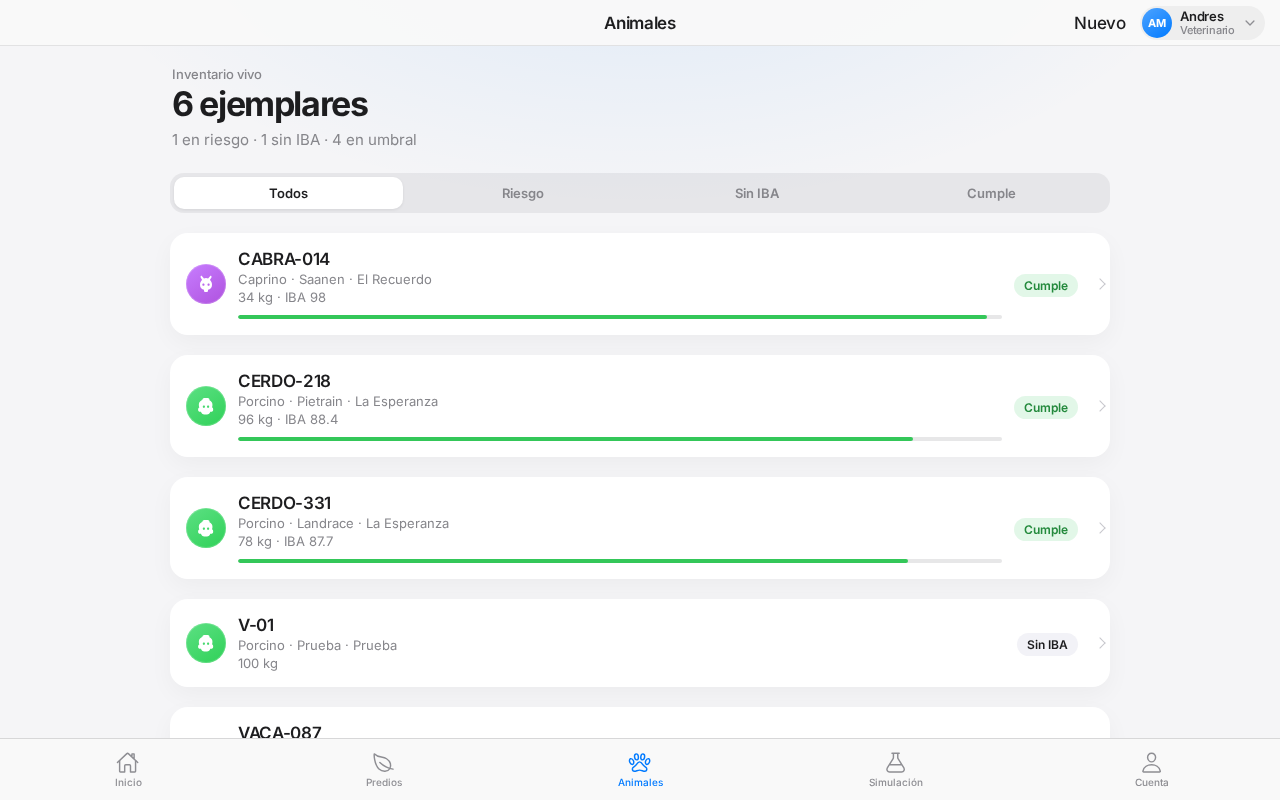 Animales
Nuevo
AM
Andres
Veterinario
Inventario vivo
6 ejemplares
1 en riesgo · 1 sin IBA · 4 en umbral
Todos
Riesgo
Sin IBA
Cumple
CABRA-014
Caprino · Saanen · El Recuerdo
34 kg · IBA 98
Cumple
CERDO-218
Porcino · Pietrain · La Esperanza
96 kg · IBA 88.4
Cumple
CERDO-331
Porcino · Landrace · La Esperanza
78 kg · IBA 87.7
Cumple
V-01
Porcino · Prueba · Prueba
100 kg
Sin IBA
VACA-087
Inicio
Predios
Animales
Simulación
Cuenta